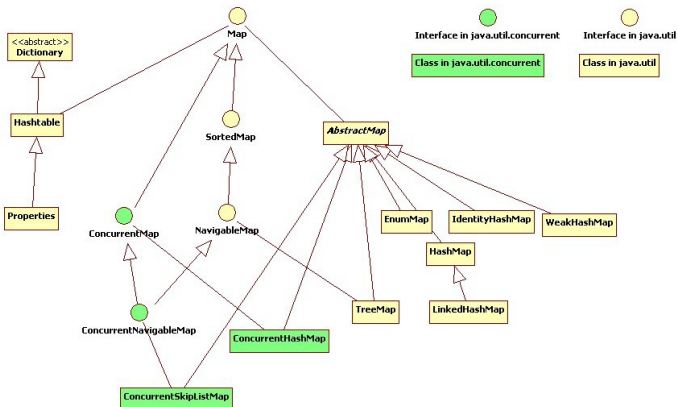 Map
Interface in java.util.concurrent
Interface in java.util
<<abstract>>
Dictionary
Class in java.util.concurrent
Class in java.util
Hashtable
SortedMap
AbstractMap
Properties
ConcurrentMap
NavigableMap
EnumMap
IdentityHashMap
WeakHashMap
HashMap
ConcurrentNavigableMap
ConcurrentHashMap
TreeMap
LinkedHashMap
ConcurrentSkipListMap